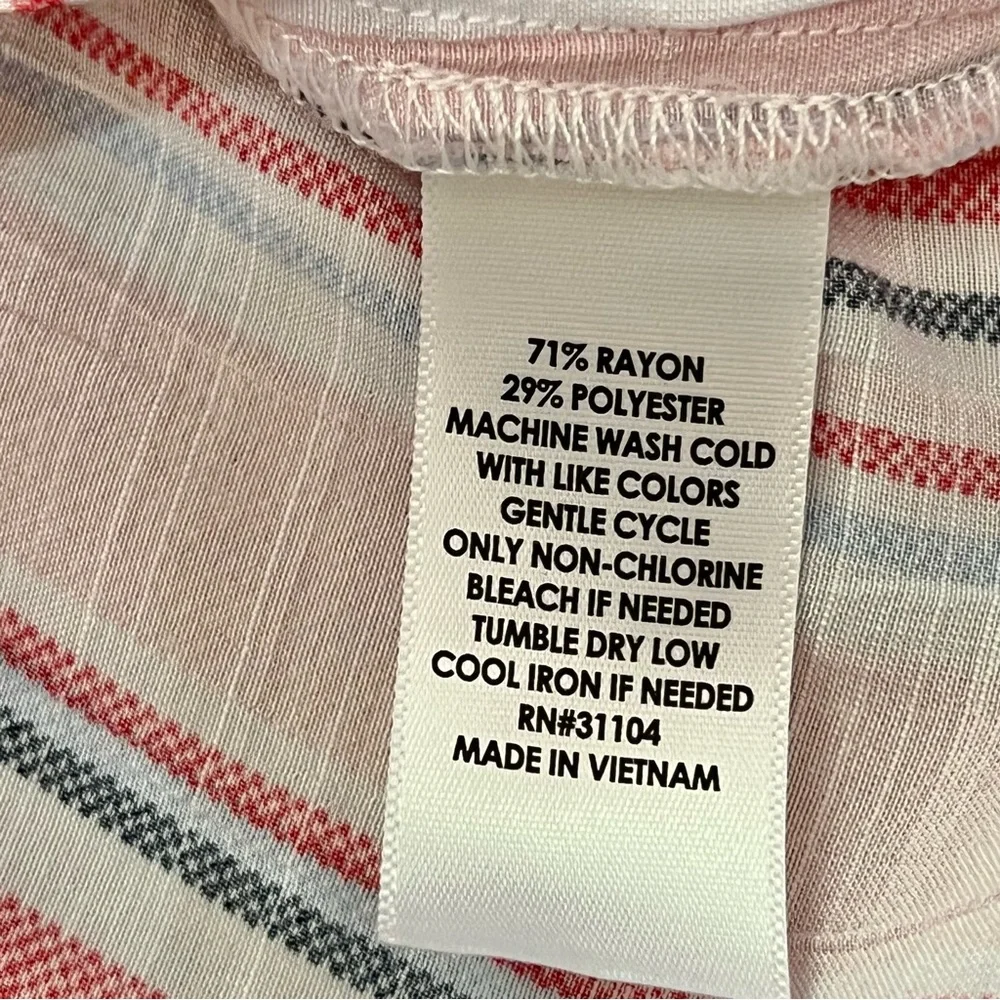 71% RAYON
29% POLYESTER
MACHINE WASH COLD
WITH LIKE COLORS
GENTLE CYCLE
ONLY NON-CHLORINE
BLEACH IF NEEDED
TUMBLE DRY LOW
COOL IRON IF NEEDED
RN#31104
MADE IN VIETNAM